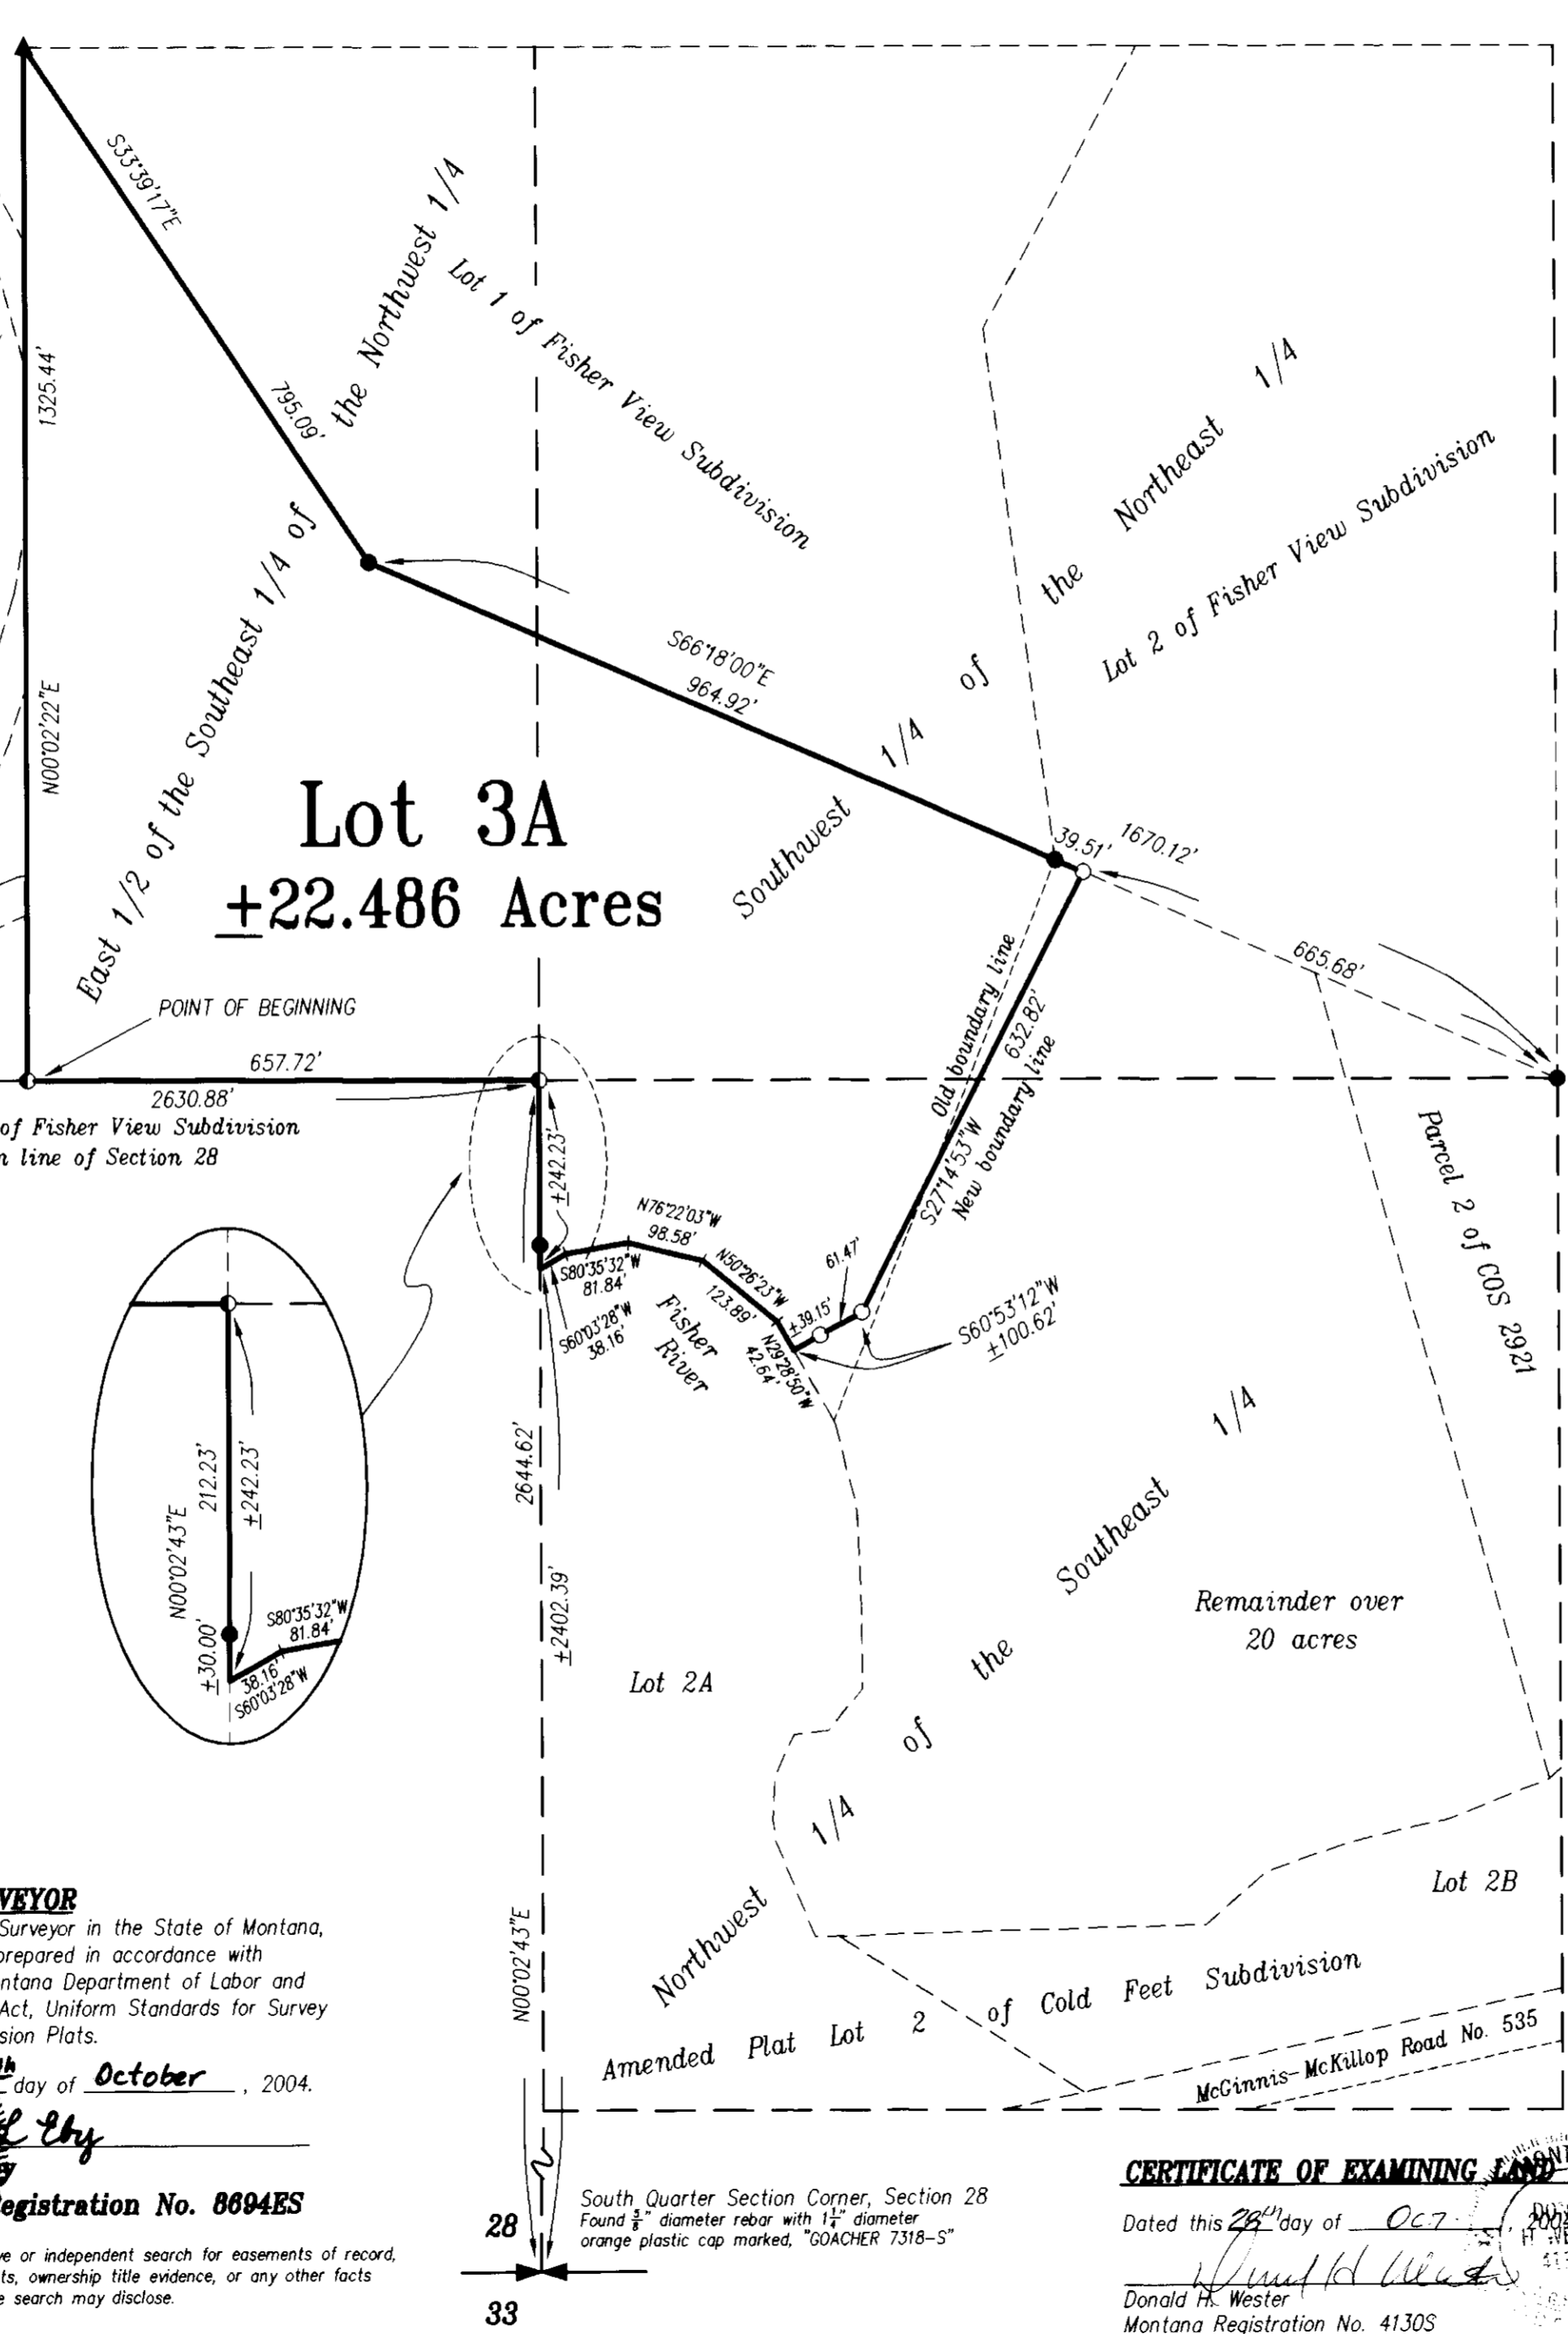 S33°39'17"E
795.09'
1325.44'
N00°02'22"E
East 1/2 of the Southeast 1/4 of the Northwest 1/4
Lot 1 of Fisher View Subdivision
Southwest 1/4 of the Northeast 1/4
Lot 2 of Fisher View Subdivision
S66°18'00"E
964.92'
Lot 3A
±22.486 Acres
39.51'
1670.12'
665.68'
Old boundary line
632.82'
S27°14'53"W
New boundary line
POINT OF BEGINNING
657.72'
2630.88'
of Fisher View Subdivision
line of Section 28
±242.23'
N76°22'03"W
98.58'
S80°35'32"W
81.84'
S60°03'28"W
38.16'
N50°26'23"W
123.89'
N29°28'50"W
42.64'
±39.15'
61.47'
S60°53'12"W
±100.62'
Fisher
River
Parcel 2 of COS 2921
212.23'
±242.23'
N00°02'43"E
±30.00'
S80°35'32"W
81.84'
38.16'
S60°03'28"W
2644.62'
±2402.39'
N00°02'43"E
Northwest 1/4 of the Southeast 1/4
Remainder over
20 acres
Lot 2A
Lot 2B
Amended Plat Lot 2 of Cold Feet Subdivision
McGinnis-McKillop Road No. 535
VEYOR
Surveyor in the State of Montana,
prepared in accordance with
ntana Department of Labor and
Act, Uniform Standards for Survey
sion Plats.
day of October, 2004.
Eby
egistration No. 8694ES
ve or independent search for easements of record,
ts, ownership title evidence, or any other facts
e search may disclose.
28
33
South Quarter Section Corner, Section 28
Found 5/8" diameter rebar with 1 1/4" diameter
orange plastic cap marked, "GOACHER 7318-S"
CERTIFICATE OF EXAMINING LAND
Dated this 28th day of Oct.
Donald H. Wester
Montana Registration No. 4130S